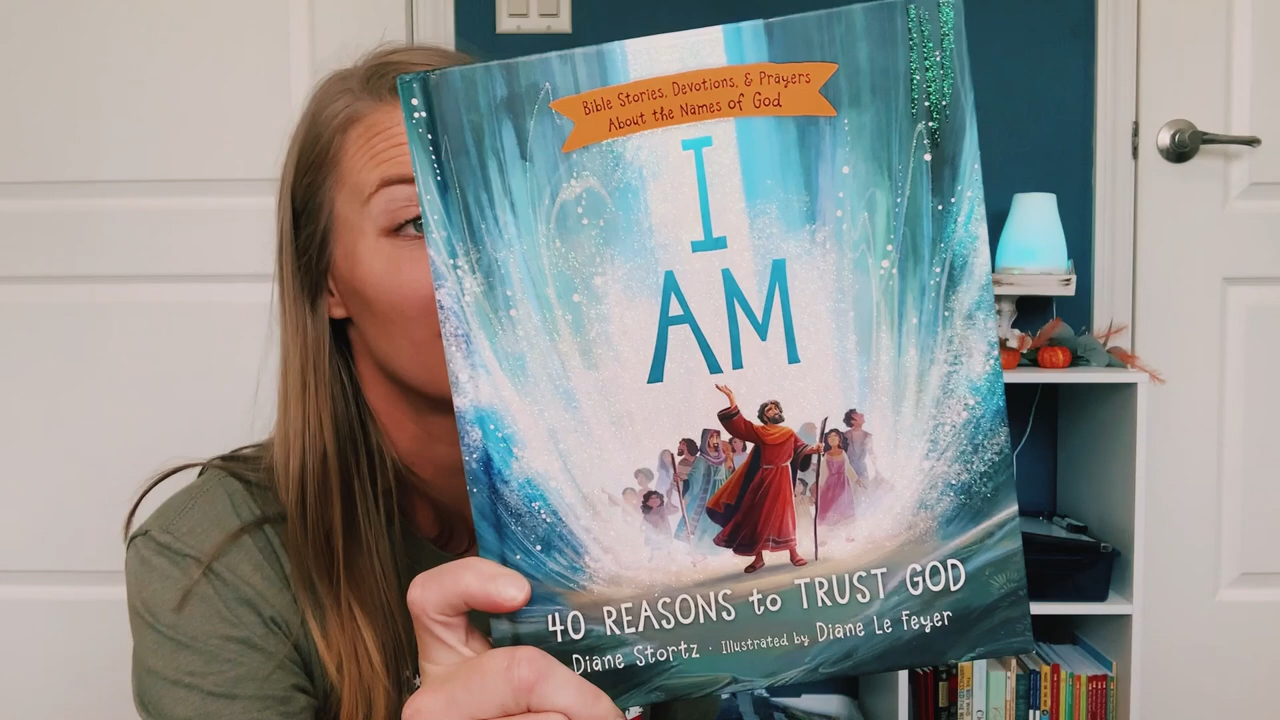 Bible Stories, Devotions, & Prayers
About the Names of God
I
AM
40 REASONS to TRUST GOD
Diane Stortz · Illustrated by Diane Le Feyer